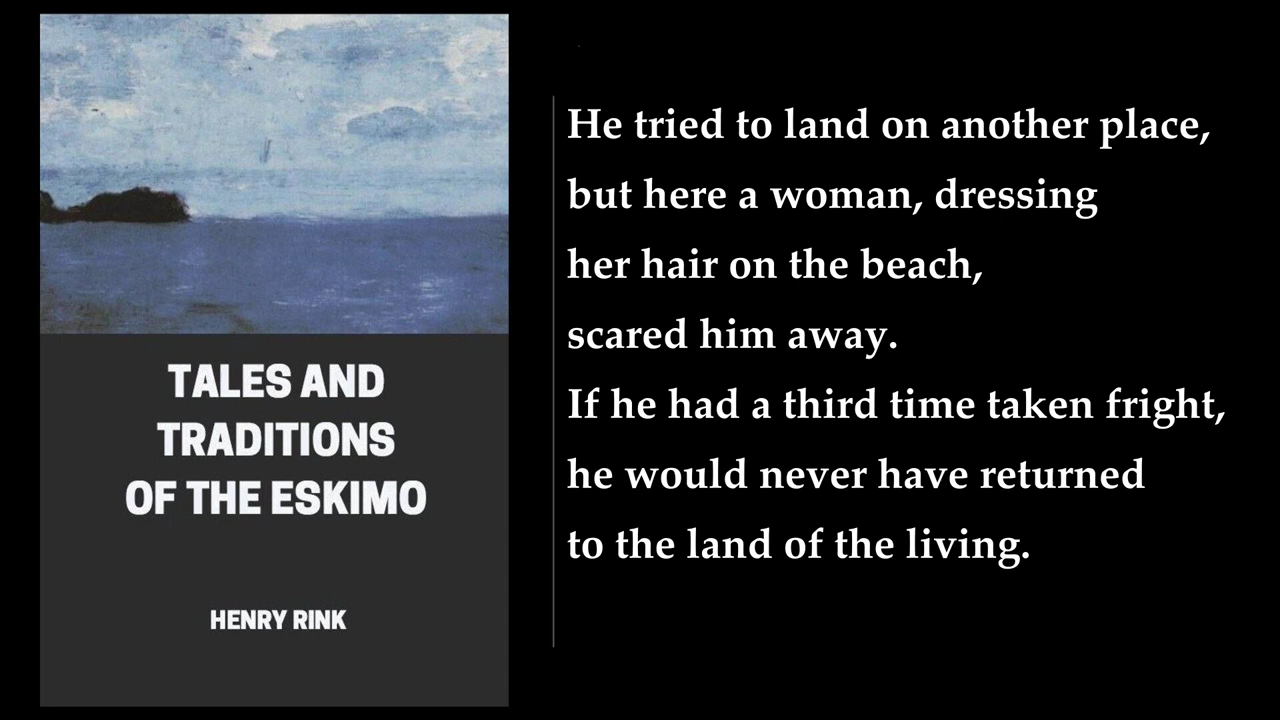 TALES AND
TRADITIONS
OF THE ESKIMO
HENRY RINK
He tried to land on another place,
but here a woman, dressing
her hair on the beach,
scared him away.
If he had a third time taken fright,
he would never have returned
to the land of the living.